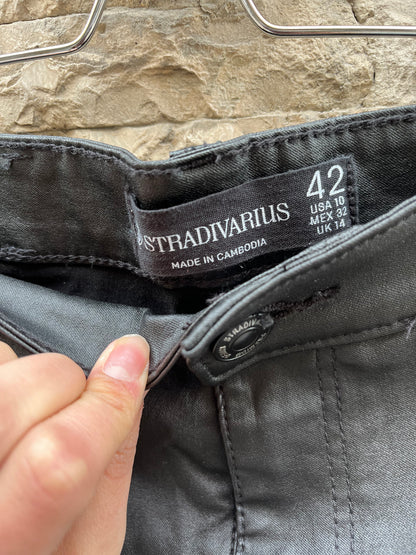 STRADIVARIUS
MADE IN CAMBODIA
42
USA 10
MEX 32
UK 14
STRADIVARIUS